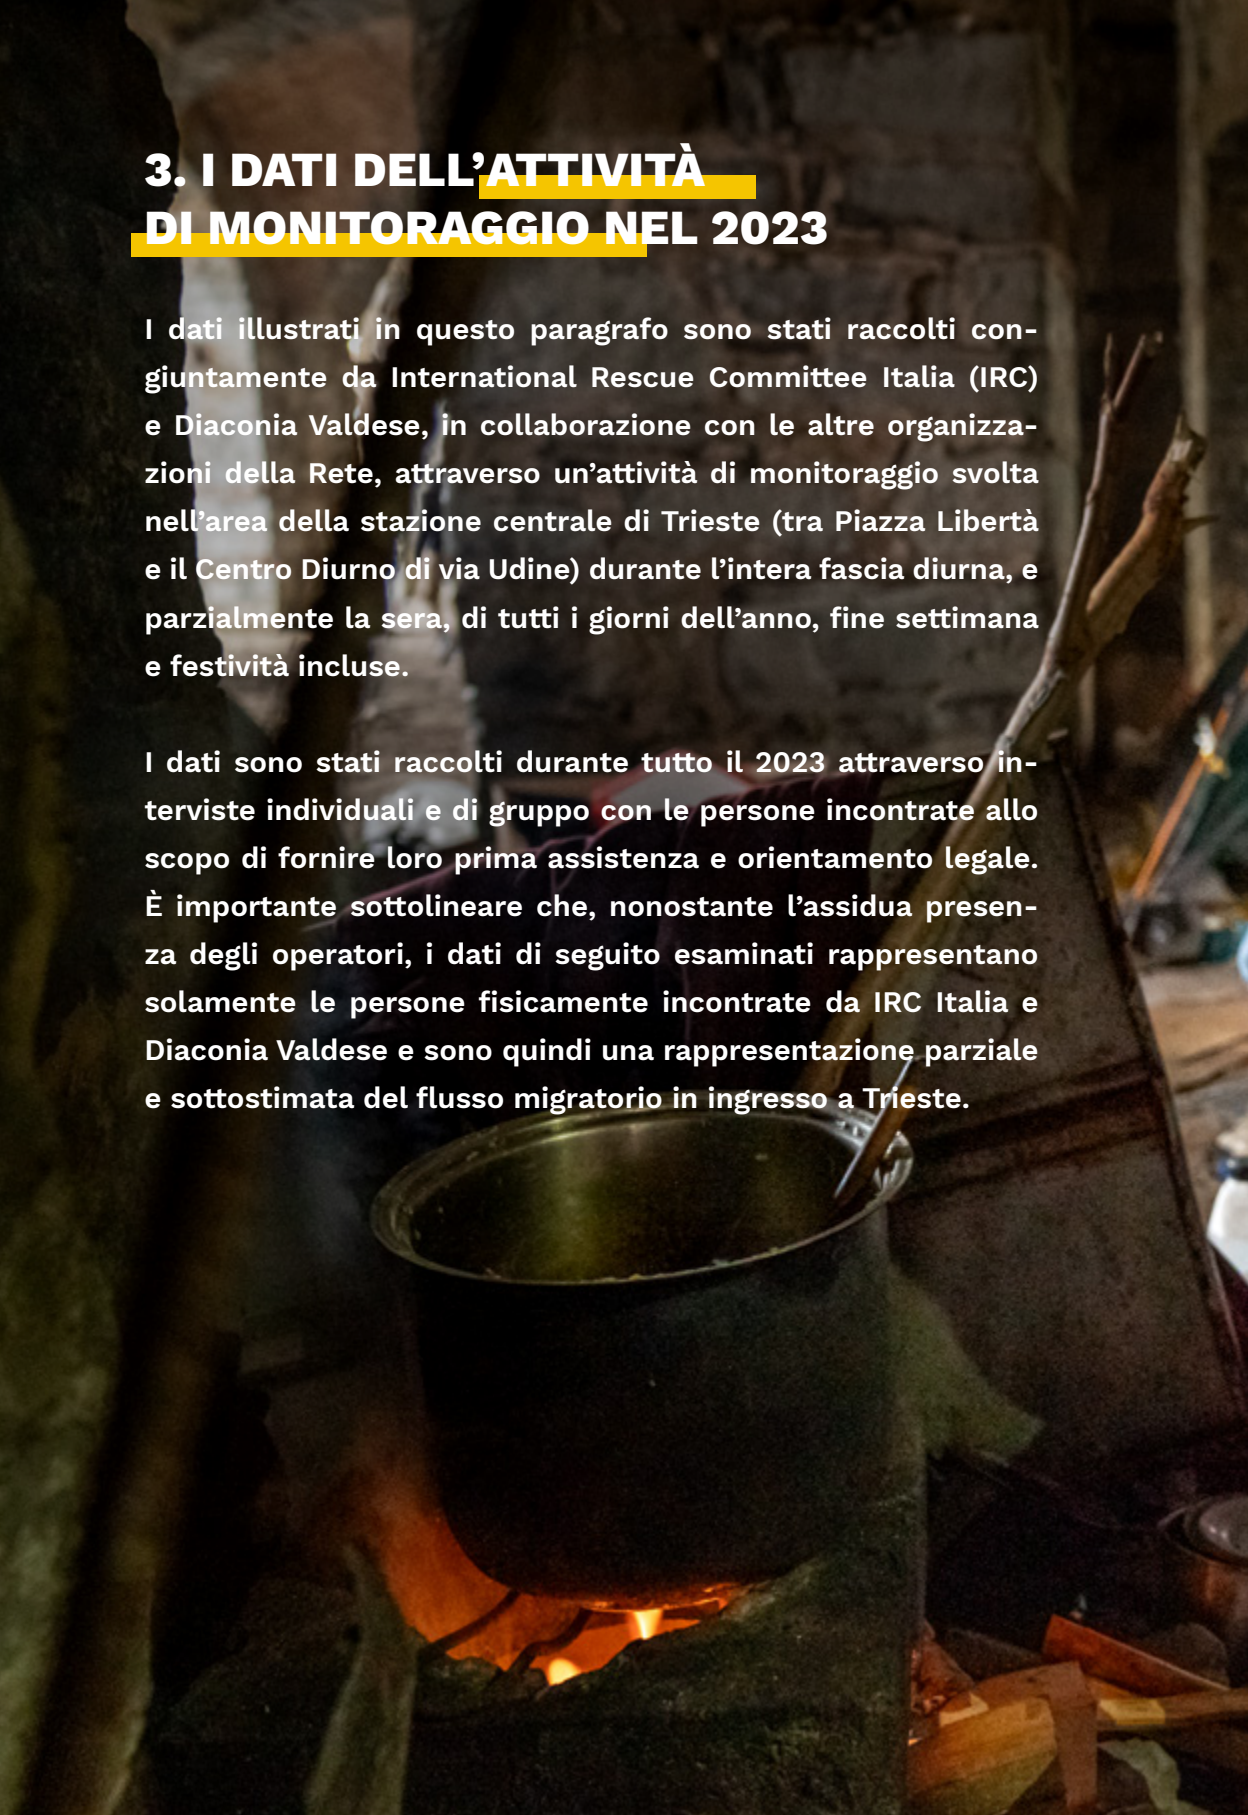 3. I DATI DELL’ATTIVITÀ
DI MONITORAGGIO NEL 2023
I dati illustrati in questo paragrafo sono stati raccolti con-
giuntamente da International Rescue Committee Italia (IRC)
e Diaconia Valdese, in collaborazione con le altre organizza-
zioni della Rete, attraverso un’attività di monitoraggio svolta
nell’area della stazione centrale di Trieste (tra Piazza Libertà
e il Centro Diurno di via Udine) durante l’intera fascia diurna, e
parzialmente la sera, di tutti i giorni dell’anno, fine settimana
e festività incluse.
I dati sono stati raccolti durante tutto il 2023 attraverso in-
terviste individuali e di gruppo con le persone incontrate allo
scopo di fornire loro prima assistenza e orientamento legale.
È importante sottolineare che, nonostante l’assidua presen-
za degli operatori, i dati di seguito esaminati rappresentano
solamente le persone fisicamente incontrate da IRC Italia e
Diaconia Valdese e sono quindi una rappresentazione parziale
e sottostimata del flusso migratorio in ingresso a Trieste.